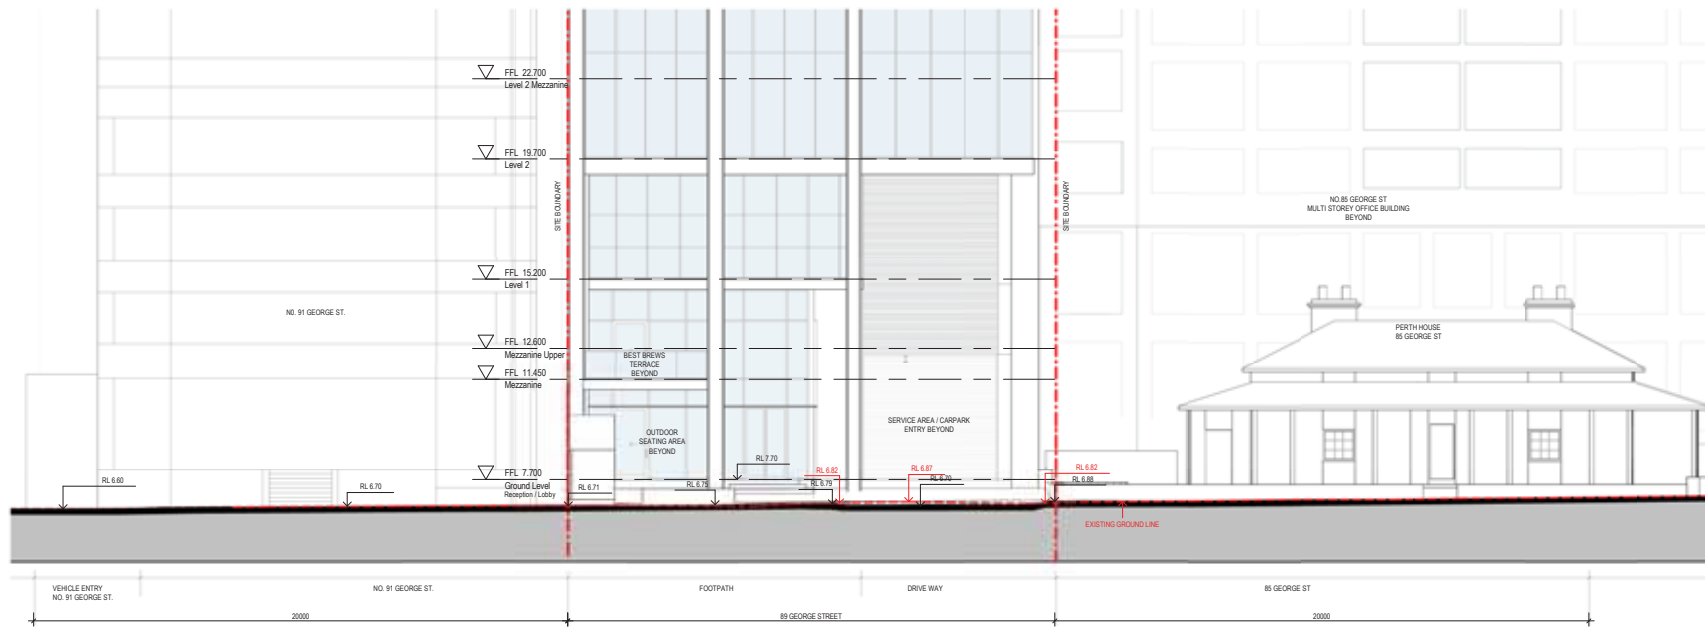 FFL 22.700
Level 2 Mezzanine
FFL 19.700
Level 2
SITE BOUNDARY
SITE BOUNDARY
NO.85 GEORGE ST
MULTI STOREY OFFICE BUILDING
BEYOND
FFL 15.200
Level 1
N0. 91 GEORGE ST.
PERTH HOUSE
85 GEORGE ST
FFL 12.600
Mezzanine Upper
BEST BREWS
TERRACE
BEYOND
FFL 11.450
Mezzanine
SERVICE AREA / CARPARK
ENTRY BEYOND
OUTDOOR
SEATING AREA
BEYOND
FFL 7.700
Ground Level
Reception / Lobby
RL 6.60
RL 6.70
RL 6.71
RL 6.75
RL 7.70
RL 6.82
RL 6.79
RL 6.87
RL 6.70
RL 6.82
RL 6.88
EXISTING GROUND LINE
VEHICLE ENTRY
NO. 91 GEORGE ST.
NO. 91 GEORGE ST.
FOOTPATH
DRIVE WAY
85 GEORGE ST
20000
89 GEORGE STREET
20000